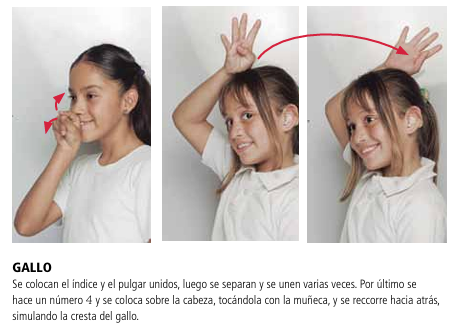 GALLO
Se colocan el índice y el pulgar unidos, luego se separan y se unen varias veces. Por último se
hace un número 4 y se coloca sobre la cabeza, tocándola con la muñeca, y se reccorre hacia atrás,
simulando la cresta del gallo.